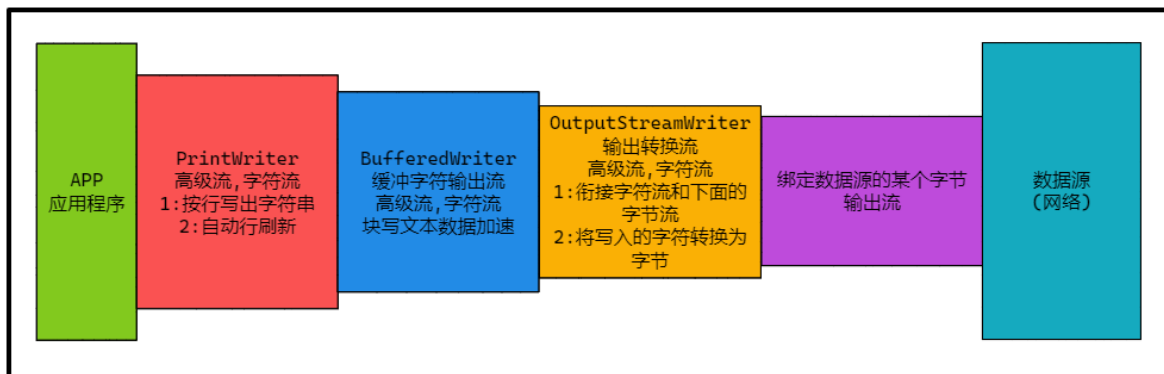 APP
应用程序
PrintWriter
高级流,字符流
1:按行写出字符串
2:自动行刷新
BufferedWriter
缓冲字符输出流
高级流,字符流
块写文本数据加速
OutputStreamWriter
输出转换流
高级流,字符流
1:衔接字符流和下面的
字节流
2:将写入的字符转换为
字节
绑定数据源的某个字节
输出流
数据源
(网络)